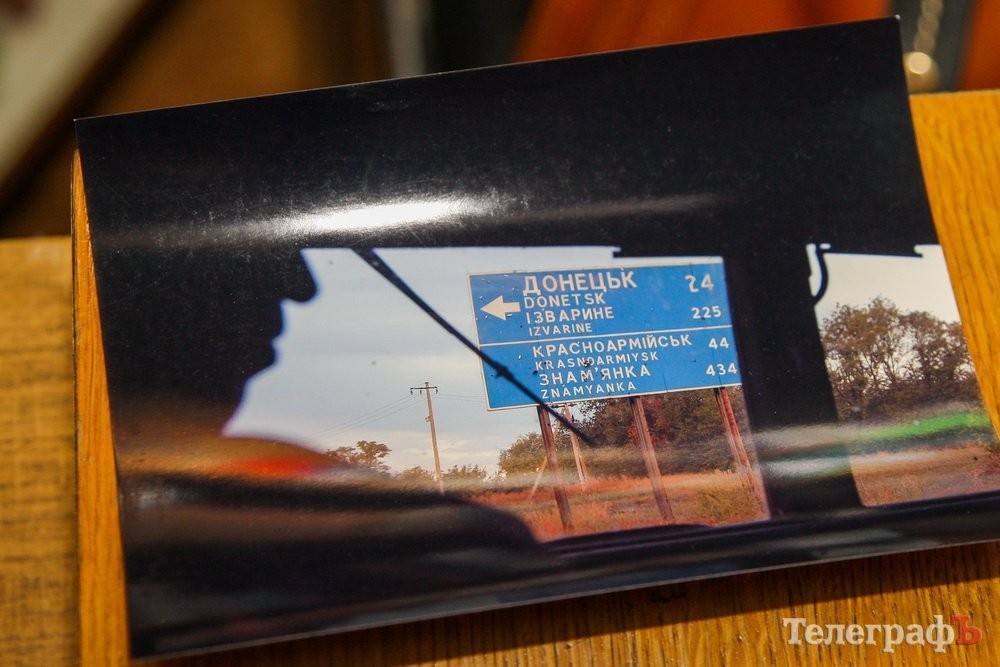 ДОНЕЦЬК 24
DONETSK
ІЗВАРИНЕ 225
IZVARINE
КРАСНОАРМІЙСЬК 44
KRASNOARMIYSK
ЗНАМ'ЯНКА 434
ZNAMYANKA
ТелеграфЪ